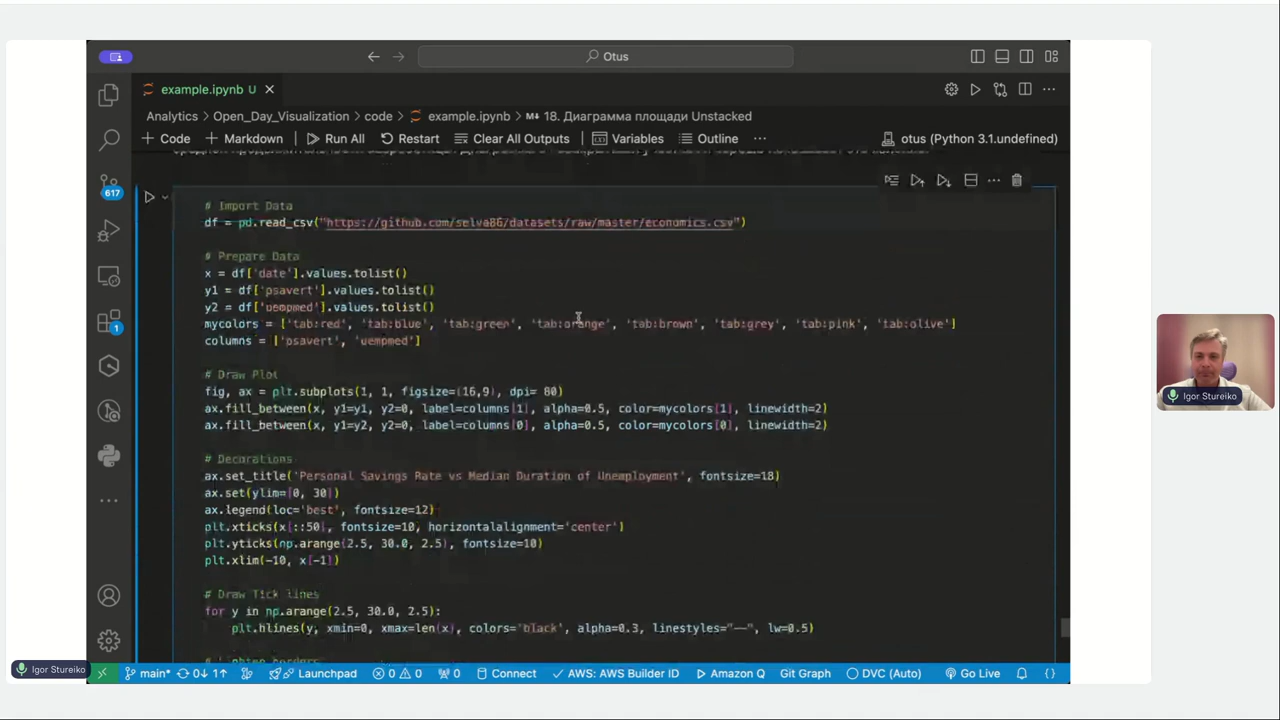 Otus
example.ipynb U
Analytics > Open_Day_Visualization > code > example.ipynb > M↓ 18. Диаграмма площади Unstacked
+ Code + Markdown Run All Restart Clear All Outputs Variables Outline ... otus (Python 3.1.undefined)
617
# Import Data
df = pd.read_csv("https://github.com/selva86/datasets/raw/master/economics.csv")
# Prepare Data
x = df['date'].values.tolist()
y1 = df['psavert'].values.tolist()
y2 = df['uempmed'].values.tolist()
mycolors = ['tab:red', 'tab:blue', 'tab:green', 'tab:orange', 'tab:brown', 'tab:grey', 'tab:pink', 'tab:olive']
columns = ['psavert', 'uempmed']
1
# Draw Plot
fig, ax = plt.subplots(1, 1, figsize=(16,9), dpi= 80)
ax.fill_between(x, y1=y1, y2=0, label=columns[1], alpha=0.5, color=mycolors[1], linewidth=2)
ax.fill_between(x, y1=y2, y2=0, label=columns[0], alpha=0.5, color=mycolors[0], linewidth=2)
Igor Stureiko
# Decorations
ax.set_title('Personal Savings Rate vs Median Duration of Unemployment', fontsize=18)
ax.set(ylim=[0, 30])
ax.legend(loc='best', fontsize=12)
plt.xticks(x[::50], fontsize=10, horizontalalignment='center')
plt.yticks(np.arange(2.5, 30.0, 2.5), fontsize=10)
plt.xlim(-10, x[-1])
# Draw Tick lines
for y in np.arange(2.5, 30.0, 2.5):
plt.hlines(y, xmin=0, xmax=len(x), colors='black', alpha=0.3, linestyles="--", lw=0.5)
Igor Stureiko
main* 0↓ 1↑ Launchpad 0 0 0 Connect AWS: AWS Builder ID Amazon Q Git Graph DVC (Auto) Go Live {}